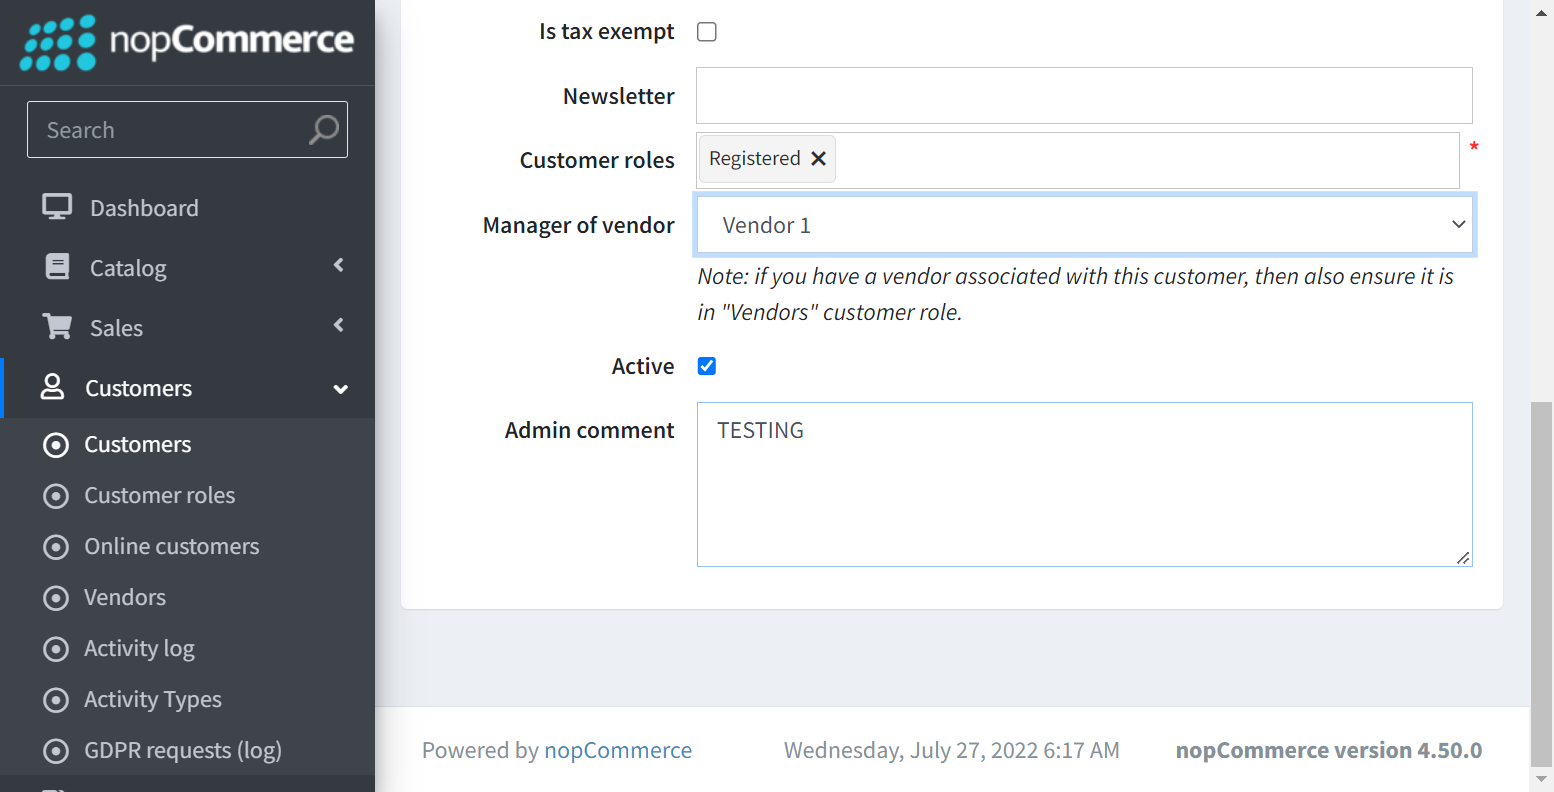 nopCommerce
Search
Dashboard
Catalog
Sales
Customers
Customers
Customer roles
Online customers
Vendors
Activity log
Activity Types
GDPR requests (log)
Is tax exempt
Newsletter
Customer roles
Registered
*
Manager of vendor
Vendor 1
Note: if you have a vendor associated with this customer, then also ensure it is
in "Vendors" customer role.
Active
Admin comment
TESTING
Powered by nopCommerce
Wednesday, July 27, 2022 6:17 AM
nopCommerce version 4.50.0